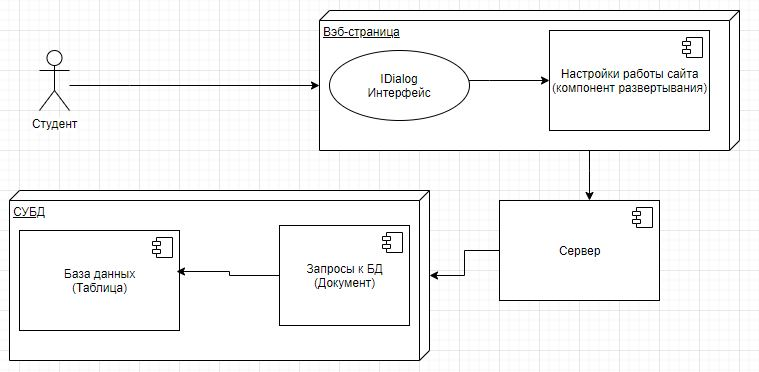 Вэб-страница
IDialog
Интерфейс
Настройки работы сайта
(компонент развертывания)
Студент
Сервер
СУБД
База данных
(Таблица)
Запросы к БД
(Документ)